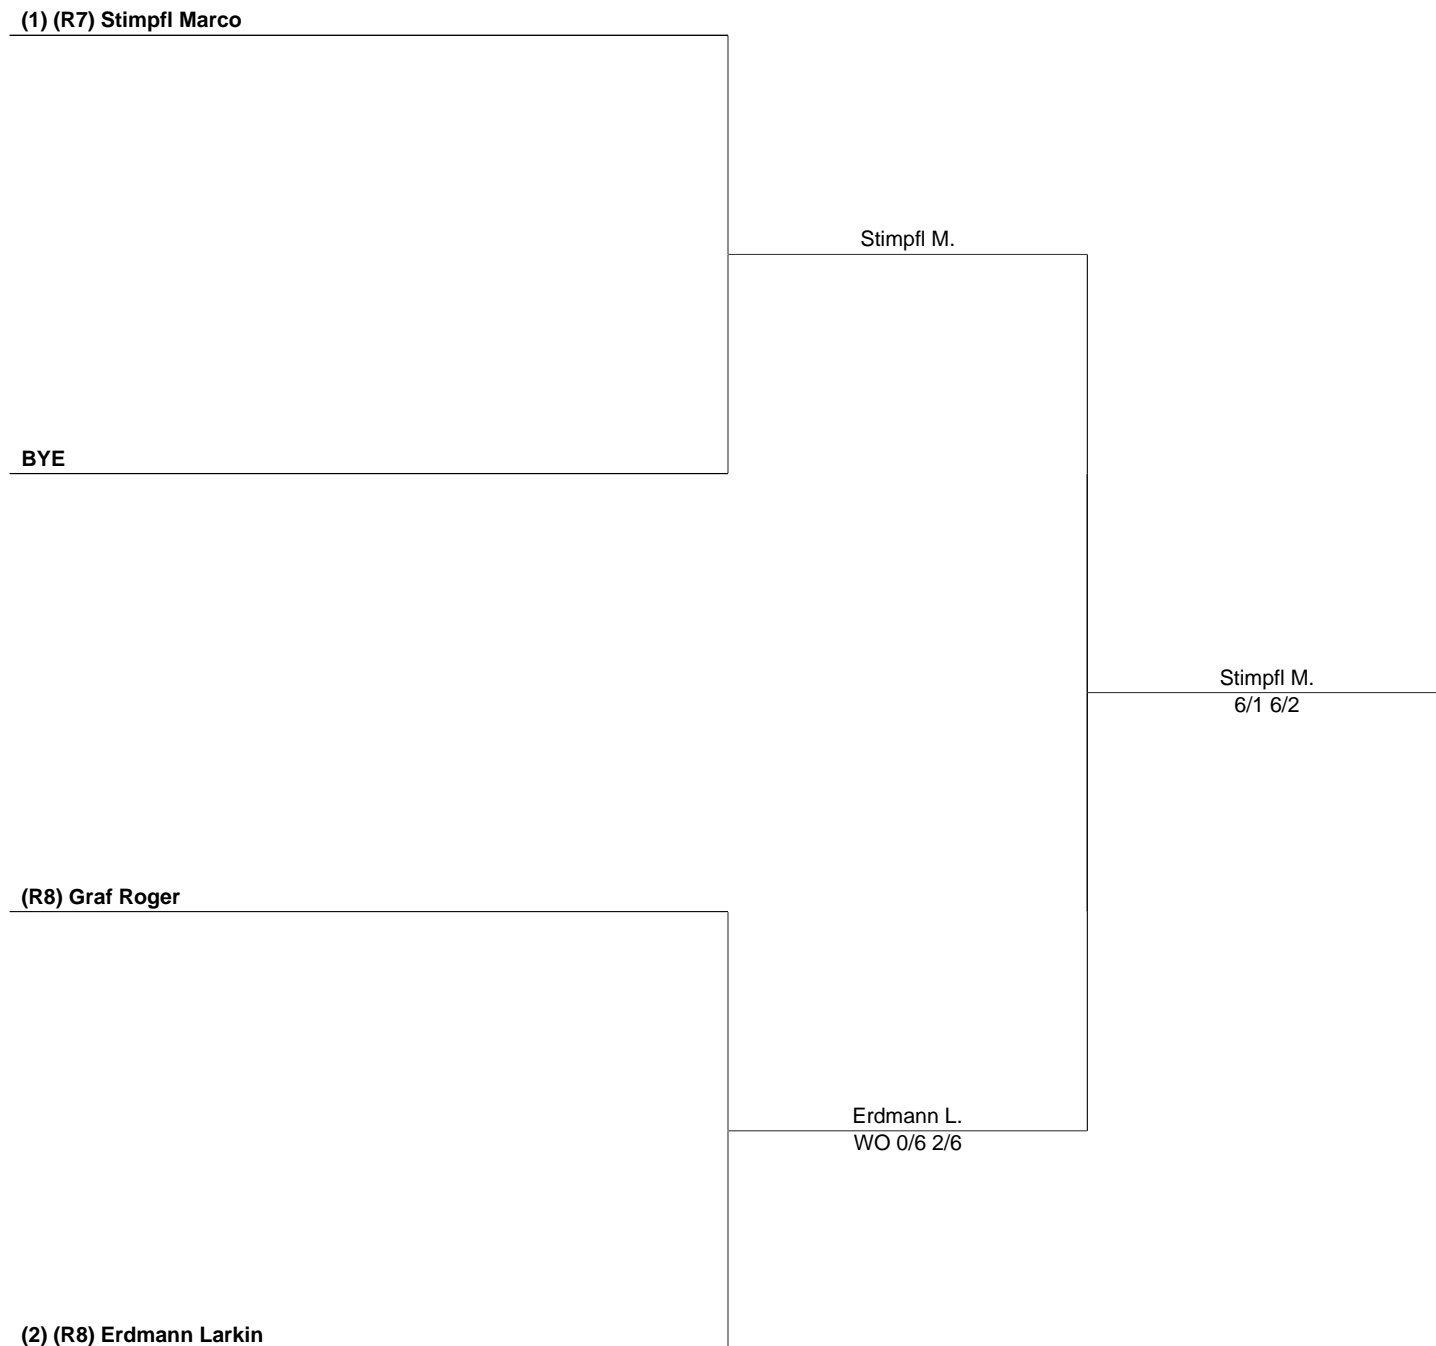 (1) (R7) Stimpfl Marco
Stimpfl M.
BYE
Stimpfl M.
6/1 6/2
(R8) Graf Roger
Erdmann L.
WO 0/6 2/6
(2) (R8) Erdmann Larkin